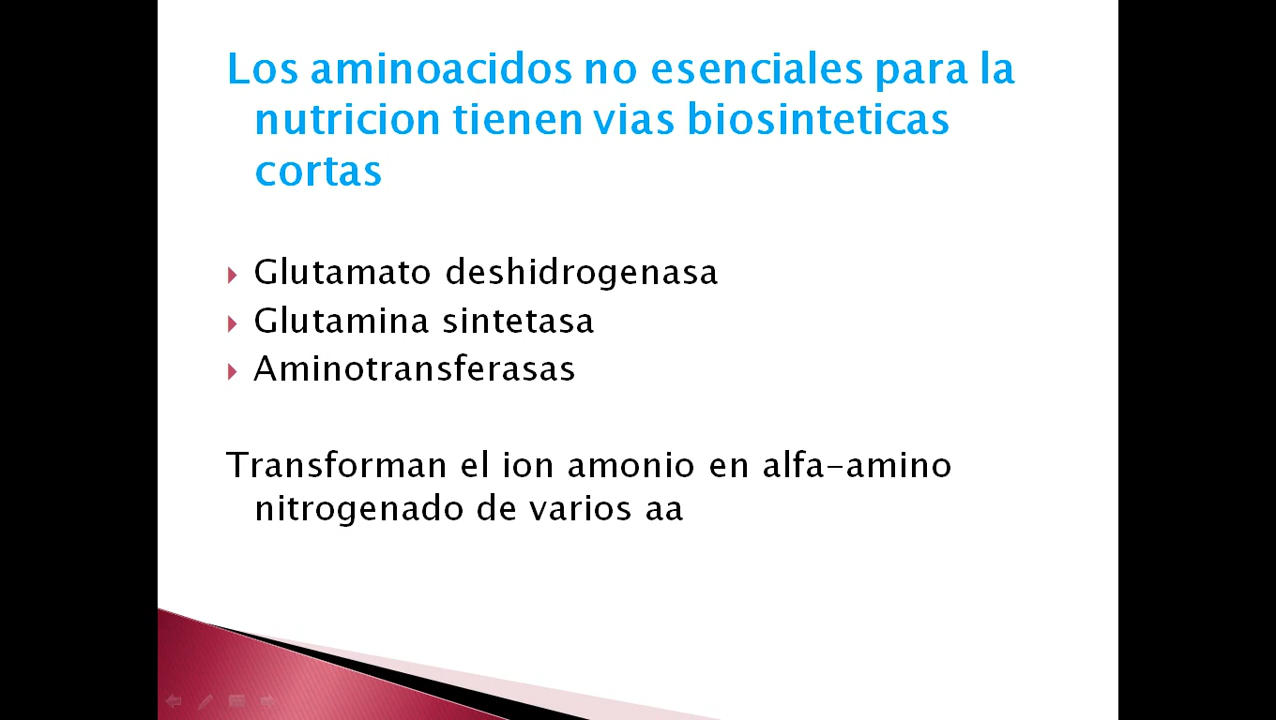 Los aminoacidos no esenciales para la
nutricion tienen vias biosinteticas
cortas
Glutamato deshidrogenasa
Glutamina sintetasa
Aminotransferasas
Transforman el ion amonio en alfa-amino
nitrogenado de varios aa